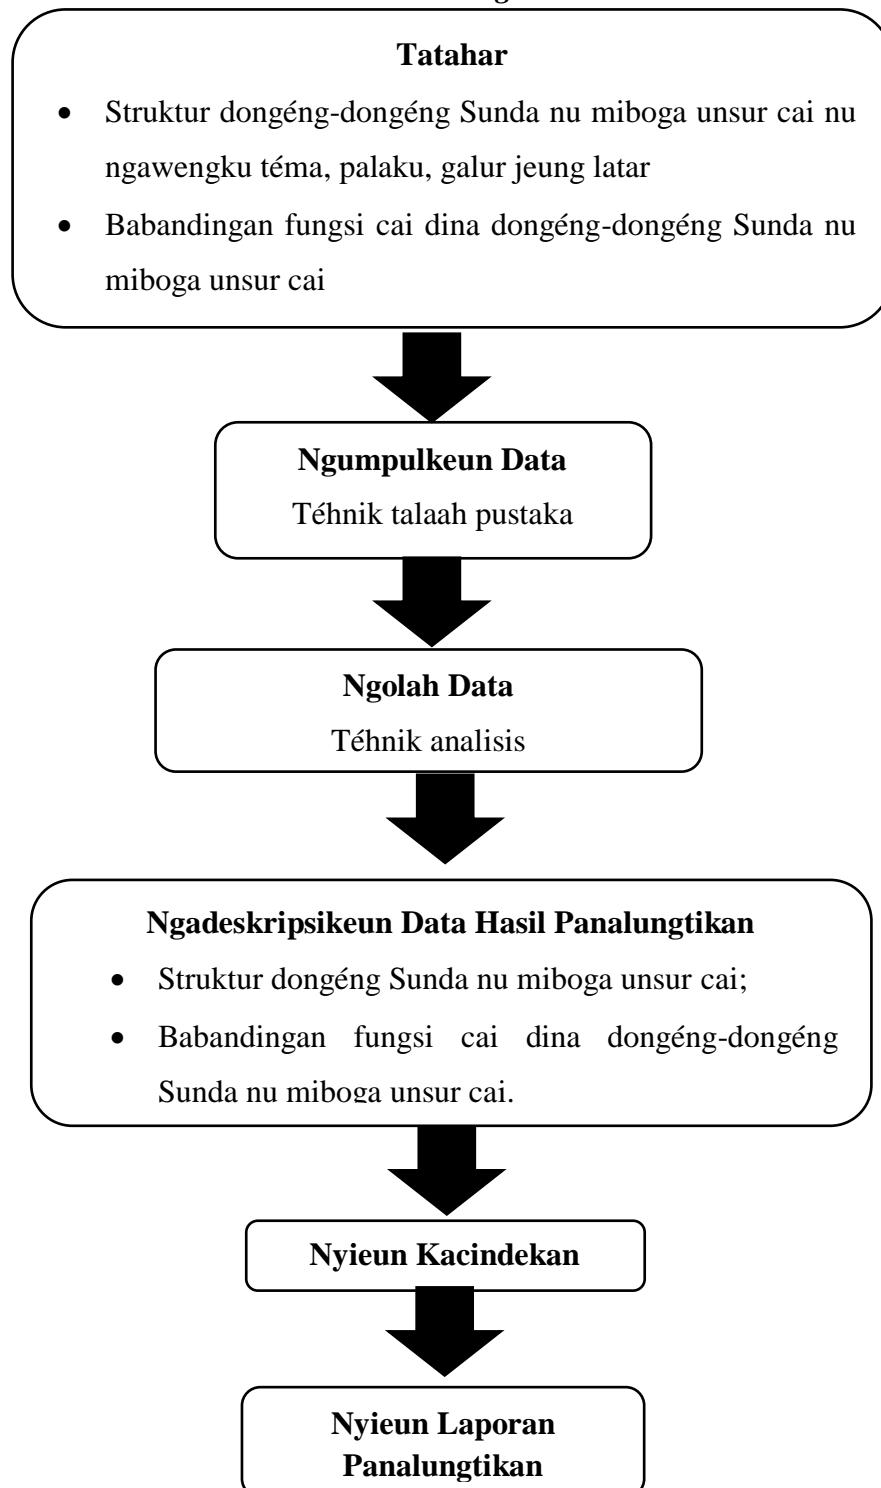 Tatahar
• Struktur dongéng-dongéng Sunda nu miboga unsur cai nu
ngawengku téma, palaku, galur jeung latar
• Babandingan fungsi cai dina dongéng-dongéng Sunda nu
miboga unsur cai
Ngumpulkeun Data
Téhnik talaah pustaka
Ngolah Data
Téhnik analisis
Ngadeskripsikeun Data Hasil Panalungtikan
• Struktur dongéng Sunda nu miboga unsur cai;
• Babandingan fungsi cai dina dongéng-dongéng
Sunda nu miboga unsur cai.
Nyieun Kacindekan
Nyieun Laporan
Panalungtikan